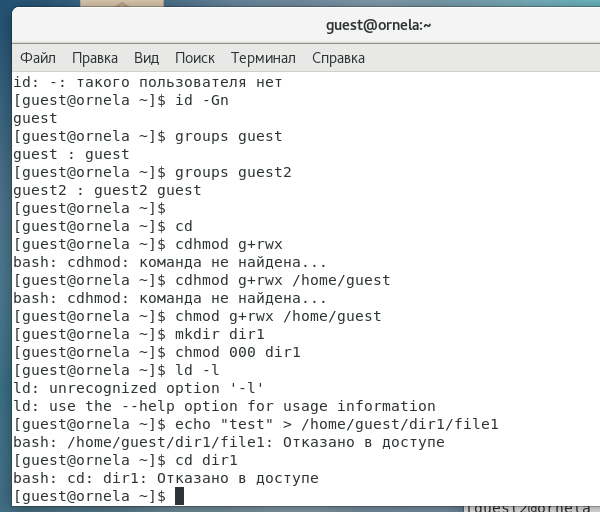 guest@ornela:~
Файл Правка Вид Поиск Терминал Справка
id: -: такого пользователя нет
[guest@ornela ~]$ id -Gn
guest
[guest@ornela ~]$ groups guest
guest : guest
[guest@ornela ~]$ groups guest2
guest2 : guest2 guest
[guest@ornela ~]$
[guest@ornela ~]$ cd
[guest@ornela ~]$ cdhmod g+rwx
bash: cdhmod: команда не найдена...
[guest@ornela ~]$ cdhmod g+rwx /home/guest
bash: cdhmod: команда не найдена...
[guest@ornela ~]$ chmod g+rwx /home/guest
[guest@ornela ~]$ mkdir dir1
[guest@ornela ~]$ chmod 000 dir1
[guest@ornela ~]$ ld -l
ld: unrecognized option '-l'
ld: use the --help option for usage information
[guest@ornela ~]$ echo "test" > /home/guest/dir1/file1
bash: /home/guest/dir1/file1: Отказано в доступе
[guest@ornela ~]$ cd dir1
bash: cd: dir1: Отказано в доступе
[guest@ornela ~]$
[guest2@ornela